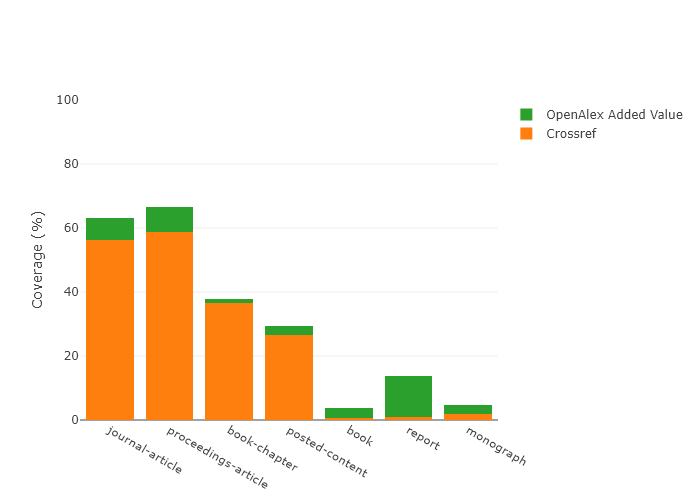 100
80
60
40
20
0
Coverage (%)
journal-article
proceedings-article
book-chapter
posted-content
book
report
monograph
OpenAlex Added Value
Crossref